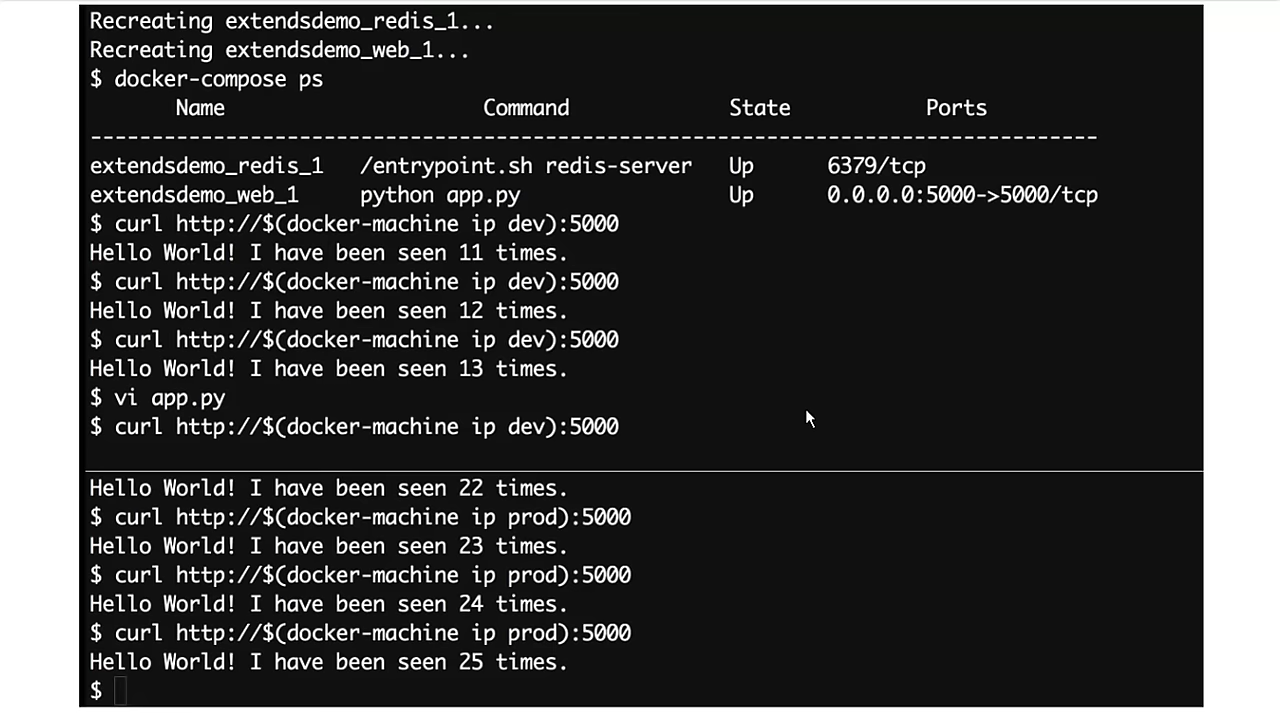 Recreating extendsdemo_redis_1...
Recreating extendsdemo_web_1...
$ docker-compose ps
Name Command State Ports
----------------------------------------------------------------------------------
extendsdemo_redis_1 /entrypoint.sh redis-server Up 6379/tcp
extendsdemo_web_1 python app.py Up 0.0.0.0:5000->5000/tcp
$ curl http://$(docker-machine ip dev):5000
Hello World! I have been seen 11 times.
$ curl http://$(docker-machine ip dev):5000
Hello World! I have been seen 12 times.
$ curl http://$(docker-machine ip dev):5000
Hello World! I have been seen 13 times.
$ vi app.py
$ curl http://$(docker-machine ip dev):5000
Hello World! I have been seen 22 times.
$ curl http://$(docker-machine ip prod):5000
Hello World! I have been seen 23 times.
$ curl http://$(docker-machine ip prod):5000
Hello World! I have been seen 24 times.
$ curl http://$(docker-machine ip prod):5000
Hello World! I have been seen 25 times.
$